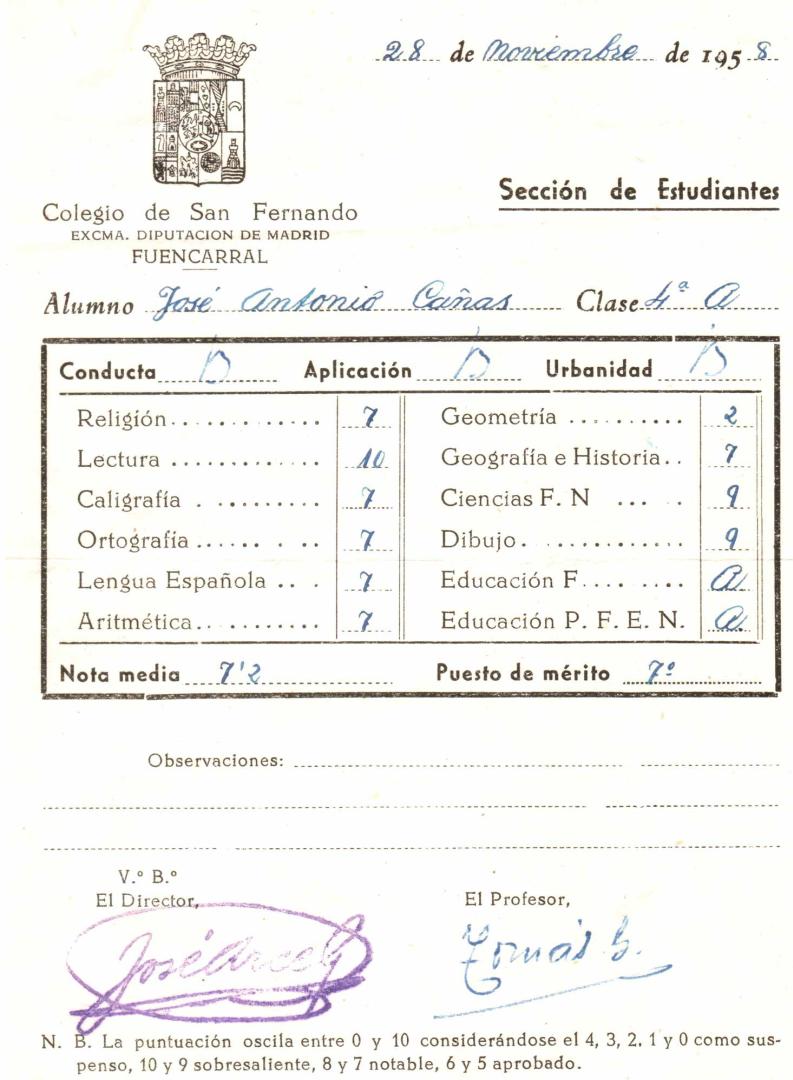 28 de Noviembre de 1958
Sección de Estudiantes
Colegio de San Fernando
EXCMA. DIPUTACION DE MADRID
FUENCARRAL
Alumno José Antonio Cañas Clase 4ª A
Conducta B Aplicación B Urbanidad B
Religión 7 Geometría 2
Lectura 10 Geografía e Historia 7
Caligrafía 7 Ciencias F. N 9
Ortografía 7 Dibujo 9
Lengua Española 7 Educación F A
Aritmética 7 Educación P. F. E. N. A.
Nota media 7'2 Puesto de mérito 7º
Observaciones:
V.º B.º
El Director, El Profesor,
José Tomás G.
N. B. La puntuación oscila entre 0 y 10 considerándose el 4, 3, 2, 1 y 0 como sus-
penso, 10 y 9 sobresaliente, 8 y 7 notable, 6 y 5 aprobado.